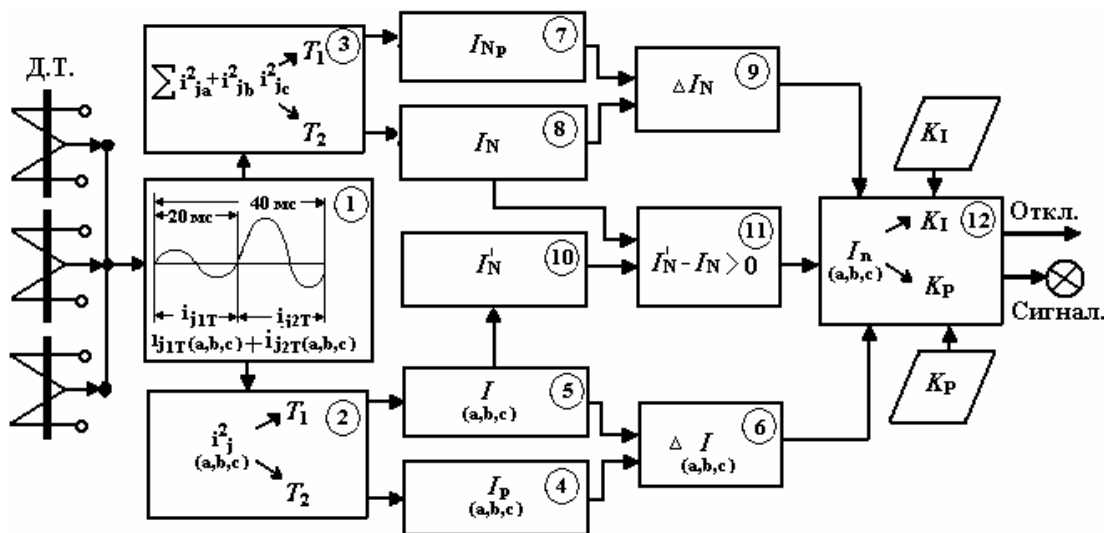 Д.Т.
3
∑ i²ja+i²jb i²jc
T1
T2
1
40 мс
20 мс
ij1T ij2T
ij1T(a,b,c)+ij2T(a,b,c)
2
i²j
(a,b,c)
T1
T2
INp
7
IN
8
I'N
10
I
(a,b,c)
5
Ip
(a,b,c)
4
△IN
9
I'N - IN > 0
11
△ I
(a,b,c)
6
KI
12
In
(a,b,c)
KI
KP
KP
Откл.
Сигнал.